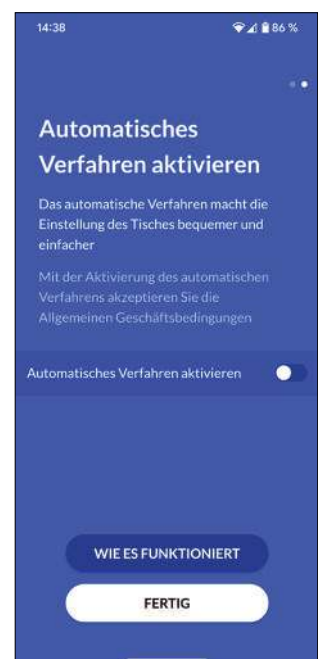 14:38
86 %
Automatisches
Verfahren aktivieren
Das automatische Verfahren macht die
Einstellung des Tisches bequemer und
einfacher
Mit der Aktivierung des automatischen
Verfahrens akzeptieren Sie die
Allgemeinen Geschäftsbedingungen
Automatisches Verfahren aktivieren
WIE ES FUNKTIONIERT
FERTIG